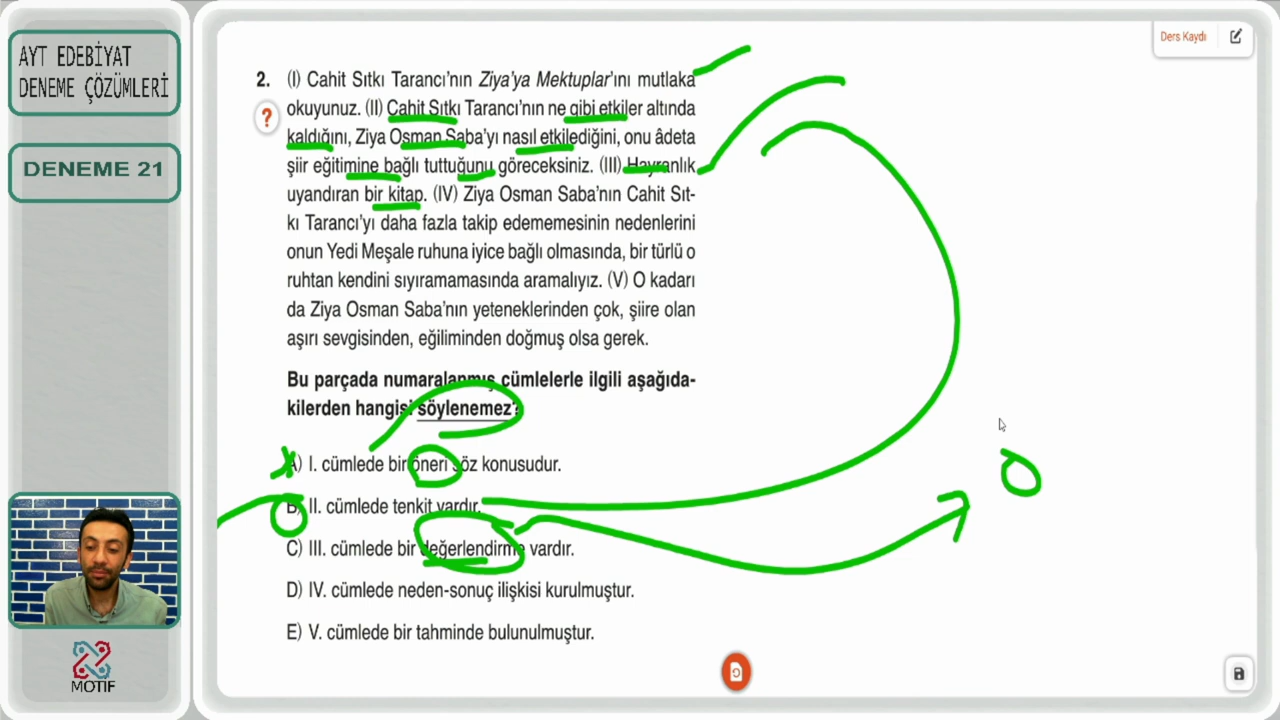 AYT EDEBİYAT
DENEME ÇÖZÜMLERİ
DENEME 21
MOTIF
Ders Kaydı
2. (I) Cahit Sıtkı Tarancı'nın Ziya'ya Mektuplar'ını mutlaka
okuyunuz. (II) Cahit Sıtkı Tarancı'nın ne gibi etkiler altında
kaldığını, Ziya Osman Saba'yı nasıl etkilediğini, onu âdeta
şiir eğitimine bağlı tuttuğunu göreceksiniz. (III) Hayranlık
uyandıran bir kitap. (IV) Ziya Osman Saba'nın Cahit Sıt-
kı Tarancı'yı daha fazla takip edememesinin nedenlerini
onun Yedi Meşale ruhuna iyice bağlı olmasında, bir türlü o
ruhtan kendini sıyıramamasında aramalıyız. (V) O kadarı
da Ziya Osman Saba'nın yeteneklerinden çok, şiire olan
aşırı sevgisinden, eğiliminden doğmuş olsa gerek.
?
Bu parçada numaralanmış cümlelerle ilgili aşağıda-
kilerden hangisi söylenemez?
A) I. cümlede bir öneri söz konusudur.
B) II. cümlede tenkit vardır.
C) III. cümlede bir değerlendirme vardır.
D) IV. cümlede neden-sonuç ilişkisi kurulmuştur.
E) V. cümlede bir tahminde bulunulmuştur.